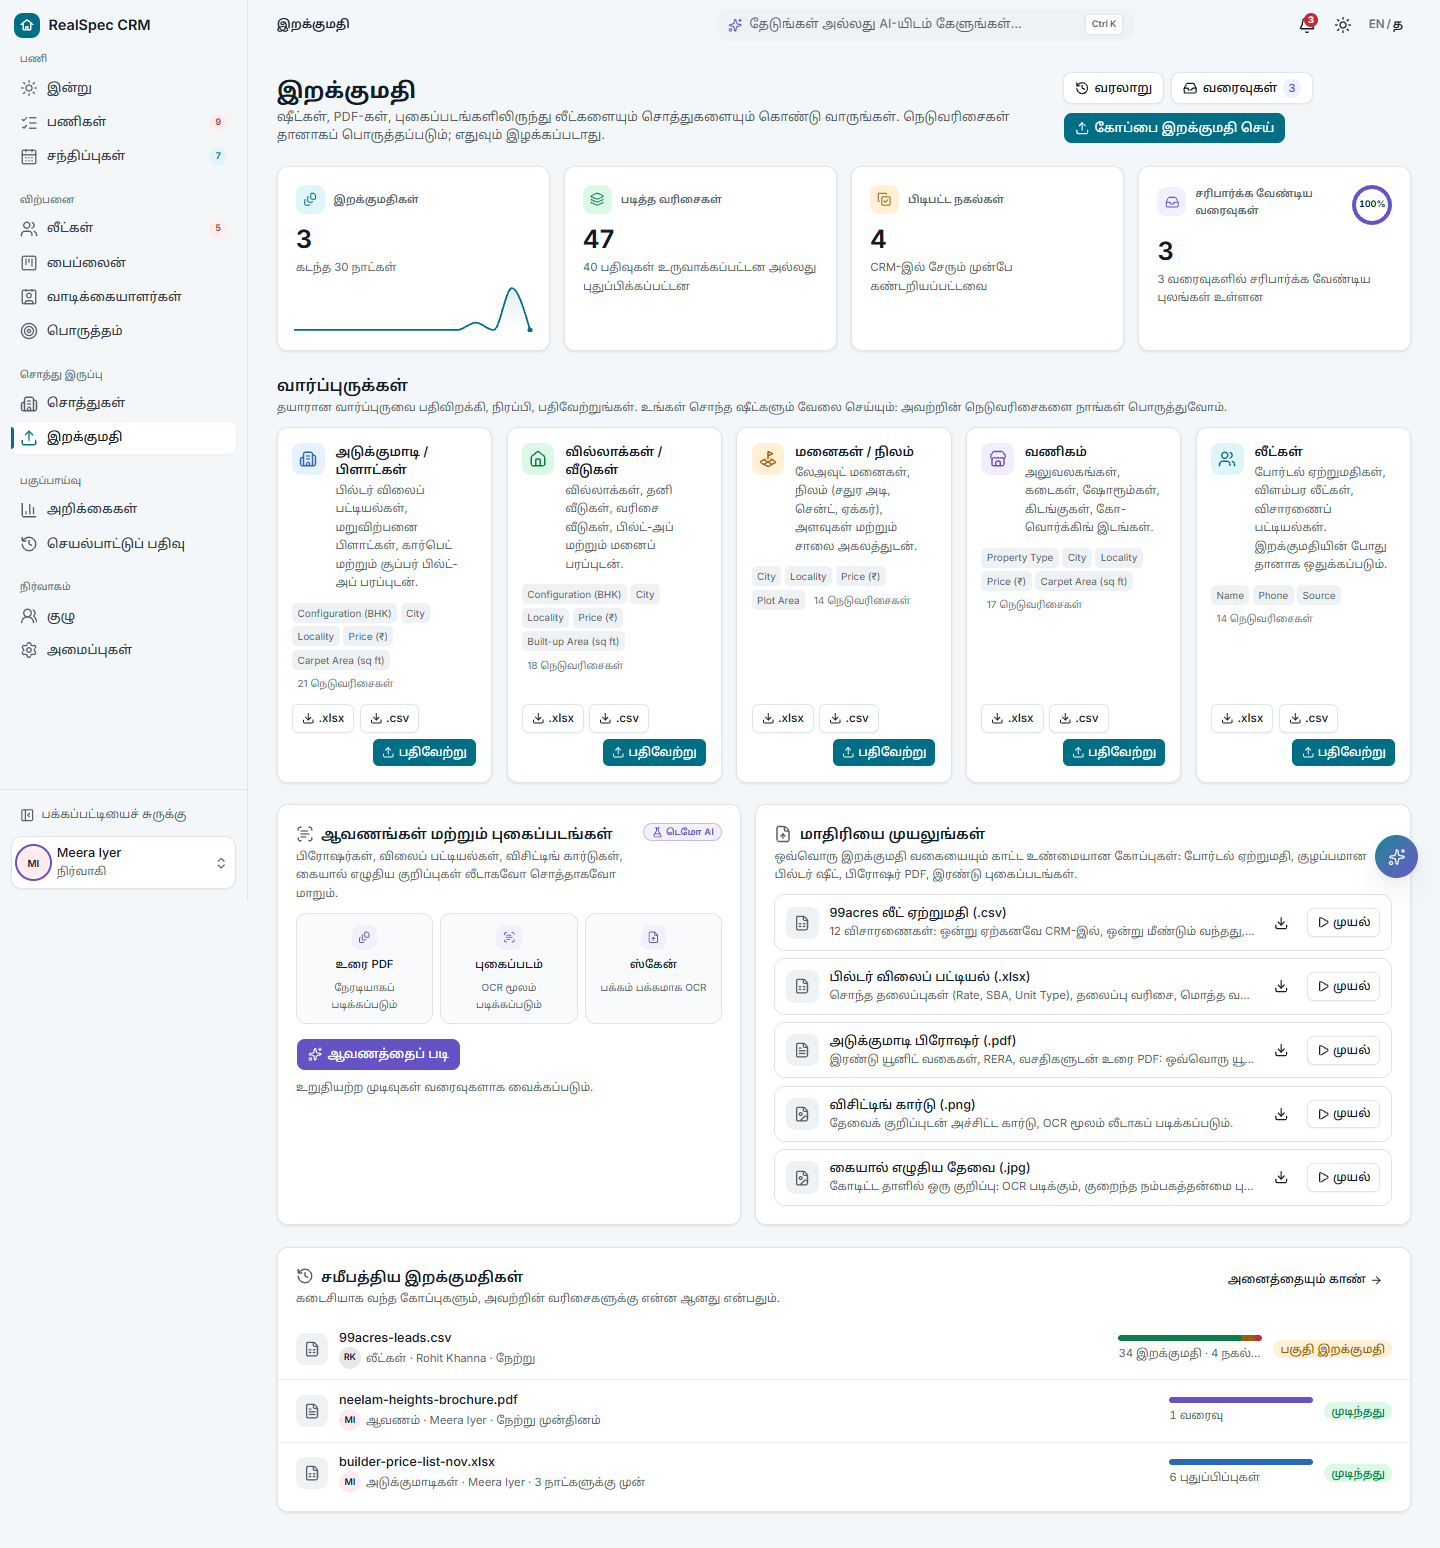 RealSpec CRM
பணி
இன்று
பணிகள் 9
சந்திப்புகள் 7
விற்பனை
லீட்கள் 5
பைப்லைன்
வாடிக்கையாளர்கள்
பொருத்தம்
சொத்து இருப்பு
சொத்துகள்
இறக்குமதி
பகுப்பாய்வு
அறிக்கைகள்
செயல்பாட்டுப் பதிவு
நிர்வாகம்
குழு
அமைப்புகள்
பக்கப்பட்டியைச் சுருக்கு
MI Meera Iyer
நிர்வாகி
இறக்குமதி
தேடுங்கள் அல்லது AI-யிடம் கேளுங்கள்... Ctrl K
3
EN / த
இறக்குமதி
ஷீட்கள், PDF-கள், புகைப்படங்களிலிருந்து லீட்களையும் சொத்துகளையும் கொண்டு வாருங்கள். நெடுவரிசைகள்
தானாகப் பொருத்தப்படும்; எதுவும் இழக்கப்படாது.
வரலாறு
வரைவுகள் 3
கோப்பை இறக்குமதி செய்
இறக்குமதிகள்
3
கடந்த 30 நாட்கள்
படித்த வரிசைகள்
47
40 பதிவுகள் உருவாக்கப்பட்டன அல்லது
புதுப்பிக்கப்பட்டன
பிடிபட்ட நகல்கள்
4
CRM-இல் சேரும் முன்பே
கண்டறியப்பட்டவை
சரிபார்க்க வேண்டிய
வரைவுகள்
100%
3
3 வரைவுகளில் சரிபார்க்க வேண்டிய
புலங்கள் உள்ளன
வார்ப்புருக்கள்
தயாரான வார்ப்புருவை பதிவிறக்கி, நிரப்பி, பதிவேற்றுங்கள். உங்கள் சொந்த ஷீட்களும் வேலை செய்யும்: அவற்றின் நெடுவரிசைகளை நாங்கள் பொருத்துவோம்.
அடுக்குமாடி /
பிளாட்கள்
பில்டர் விலைப்
பட்டியல்கள்,
மறுவிற்பனை
பிளாட்கள், கார்பெட்
மற்றும் சூப்பர் பில்ட்-
அப் பரப்புடன்.
Configuration (BHK) City
Locality Price (₹)
Carpet Area (sq ft)
21 நெடுவரிசைகள்
.xlsx .csv
பதிவேற்று
வில்லாக்கள் /
வீடுகள்
வில்லாக்கள், தனி
வீடுகள், வரிசை
வீடுகள், பில்ட்-அப்
மற்றும் மனைப்
பரப்புடன்.
Configuration (BHK) City
Locality Price (₹)
Built-up Area (sq ft)
18 நெடுவரிசைகள்
.xlsx .csv
பதிவேற்று
மனைகள் / நிலம்
லேஅவுட் மனைகள்,
நிலம் (சதுர அடி,
சென்ட், ஏக்கர்),
அளவுகள் மற்றும்
சாலை அகலத்துடன்.
City Locality Price (₹)
Plot Area 14 நெடுவரிசைகள்
.xlsx .csv
பதிவேற்று
வணிகம்
அலுவலகங்கள்,
கடைகள், ஷோரூம்கள்,
கிடங்குகள், கோ-
வொர்க்கிங் இடங்கள்.
Property Type City Locality
Price (₹) Carpet Area (sq ft)
17 நெடுவரிசைகள்
.xlsx .csv
பதிவேற்று
லீட்கள்
போர்டல் ஏற்றுமதிகள்,
விளம்பர லீட்கள்,
விசாரணைப்
பட்டியல்கள்.
இறக்குமதியின் போது
தானாக ஒதுக்கப்படும்.
Name Phone Source
14 நெடுவரிசைகள்
.xlsx .csv
பதிவேற்று
ஆவணங்கள் மற்றும் புகைப்படங்கள்
டெமோ AI
பிரோஷர்கள், விலைப் பட்டியல்கள், விசிட்டிங் கார்டுகள்,
கையால் எழுதிய குறிப்புகள் லீடாகவோ சொத்தாகவோ
மாறும்.
உரை PDF
நேரடியாகப்
படிக்கப்படும்
புகைப்படம்
OCR மூலம்
படிக்கப்படும்
ஸ்கேன்
பக்கம் பக்கமாக OCR
ஆவணத்தைப் படி
உறுதியற்ற முடிவுகள் வரைவுகளாக வைக்கப்படும்.
மாதிரியை முயலுங்கள்
ஒவ்வொரு இறக்குமதி வகையையும் காட்ட உண்மையான கோப்புகள்: போர்டல் ஏற்றுமதி, குழப்பமான
பில்டர் ஷீட், பிரோஷர் PDF, இரண்டு புகைப்படங்கள்.
99acres லீட் ஏற்றுமதி (.csv)
12 விசாரணைகள்: ஒன்று ஏற்கனவே CRM-இல், ஒன்று மீண்டும் வந்தது,...
முயல்
பில்டர் விலைப் பட்டியல் (.xlsx)
சொந்த தலைப்புகள் (Rate, SBA, Unit Type), தலைப்பு வரிசை, மொத்த வ...
முயல்
அடுக்குமாடி பிரோஷர் (.pdf)
இரண்டு யூனிட் வகைகள், RERA, வசதிகளுடன் உரை PDF: ஒவ்வொரு யூ...
முயல்
விசிட்டிங் கார்டு (.png)
தேவைக் குறிப்புடன் அச்சிட்ட கார்டு, OCR மூலம் லீடாகப் படிக்கப்படும்.
முயல்
கையால் எழுதிய தேவை (.jpg)
கோடிட்ட தாளில் ஒரு குறிப்பு: OCR படிக்கும், குறைந்த நம்பகத்தன்மை பு...
முயல்
சமீபத்திய இறக்குமதிகள்
அனைத்தையும் காண் →
கடைசியாக வந்த கோப்புகளும், அவற்றின் வரிசைகளுக்கு என்ன ஆனது என்பதும்.
99acres-leads.csv
RK லீட்கள் · Rohit Khanna · நேற்று
34 இறக்குமதி · 4 நகல்...
பகுதி இறக்குமதி
neelam-heights-brochure.pdf
MI ஆவணம் · Meera Iyer · நேற்று முன்தினம்
1 வரைவு
முடிந்தது
builder-price-list-nov.xlsx
MI அடுக்குமாடிகள் · Meera Iyer · 3 நாட்களுக்கு முன்
6 புதுப்பிப்புகள்
முடிந்தது